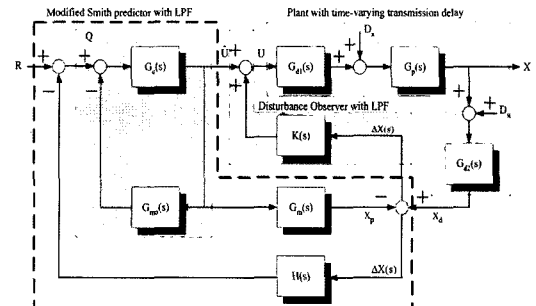 Modified Smith predictor with LPF
Plant with time-varying transmission delay
Q
R
G_c(s)
Û
U
G_d1(s)
D_s
G_p(s)
X
Disturbance Observer with LPF
K(s)
ΔX(s)
D_s
G_d2(s)
G_mp(s)
G_m(s)
X_p
X_d
H(s)
ΔX(s)